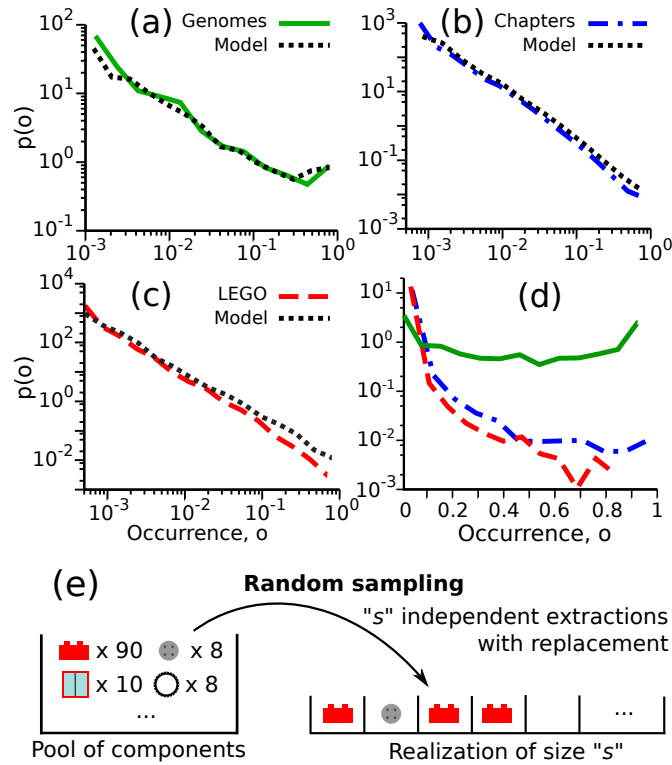 (a)
Genomes
Model
p(o)
10^2
10^1
10^0
10^-1
10^-3
10^-2
10^-1
10^0
(b)
Chapters
Model
10^3
10^1
10^-1
10^-3
10^-3
10^-2
10^-1
10^0
(c)
LEGO
Model
p(o)
10^4
10^2
10^0
10^-2
10^-3
10^-2
10^-1
10^0
Occurrence, o
(d)
10^1
10^0
10^-1
10^-2
10^-3
0 0.2 0.4 0.6 0.8 1
Occurrence, o
(e)
Random sampling
"s" independent extractions
with replacement
x 90 x 8
x 10 x 8
...
Pool of components
...
Realization of size "s"